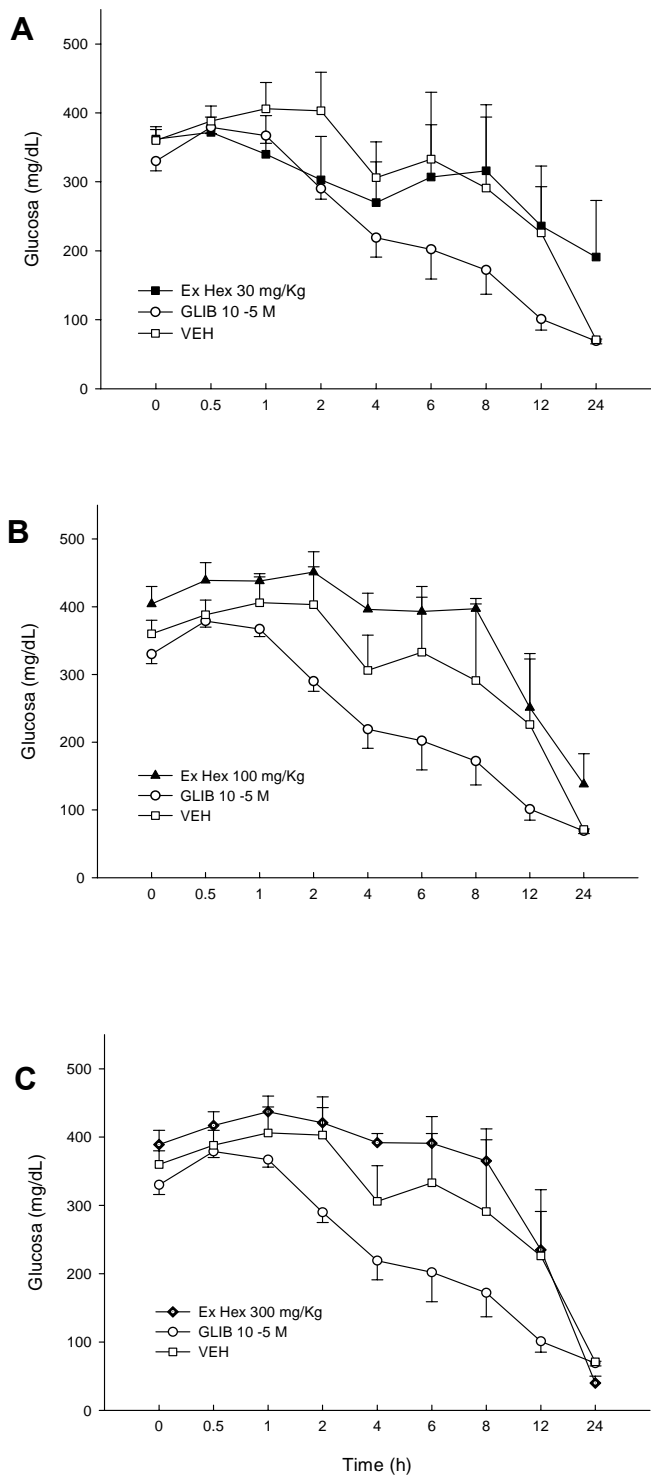 A
500
400
300
200
100
0
Glucosa (mg/dL)
Ex Hex 30 mg/Kg
GLIB 10 -5 M
VEH
0 0.5 1 2 4 6 8 12 24
B
500
400
300
200
100
0
Glucosa (mg/dL)
Ex Hex 100 mg/Kg
GLIB 10 -5 M
VEH
0 0.5 1 2 4 6 8 12 24
C
500
400
300
200
100
0
Glucosa (mg/dL)
Ex Hex 300 mg/Kg
GLIB 10 -5 M
VEH
0 0.5 1 2 4 6 8 12 24
Time (h)